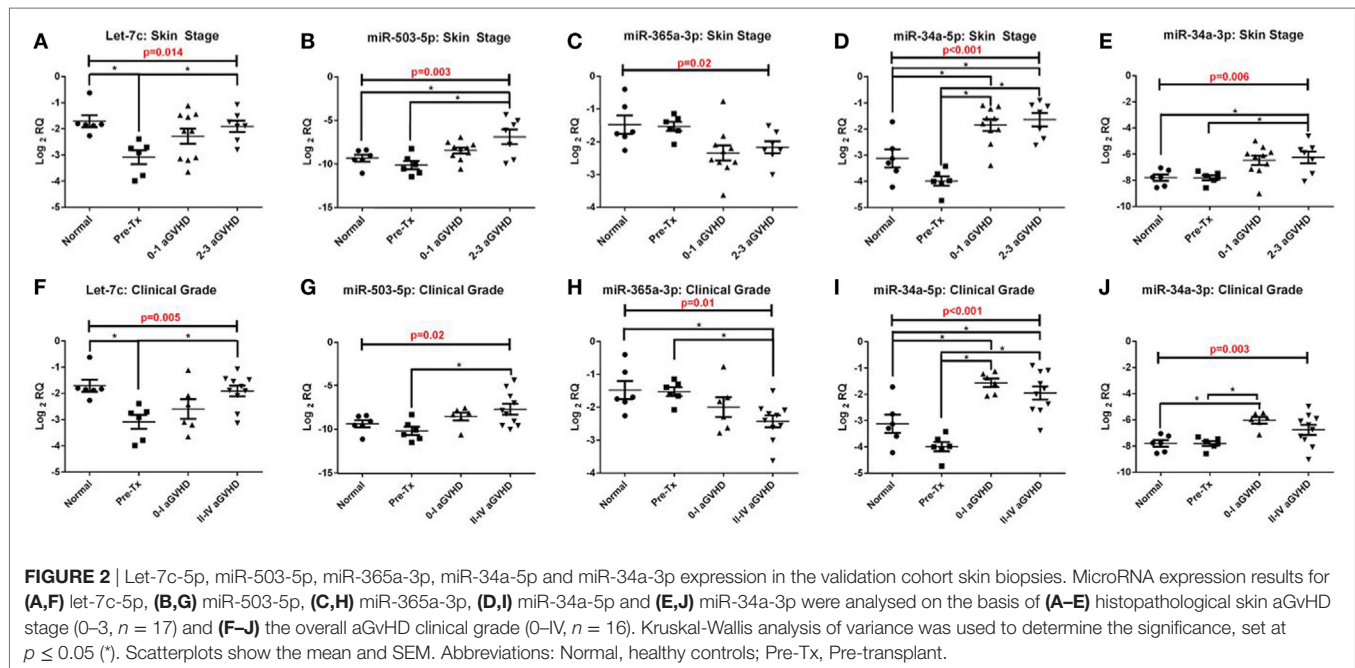 A
Let-7c: Skin Stage
p=0.014
*
*
Log 2 RQ
0
-1
-2
-3
-4
-5
Normal
Pre-Tx
0-1 aGVHD
2-3 aGVHD
B
miR-503-5p: Skin Stage
p=0.003
*
*
Log 2 RQ
0
-5
-10
-15
Normal
Pre-Tx
0-1 aGVHD
2-3 aGVHD
C
miR-365a-3p: Skin Stage
p=0.02
Log 2 RQ
0
-1
-2
-3
-4
Normal
Pre-Tx
0-1 aGVHD
2-3 aGVHD
D
miR-34a-5p: Skin Stage
p<0.001
*
*
*
*
Log 2 RQ
0
-1
-2
-3
-4
-5
Normal
Pre-Tx
0-1 aGVHD
2-3 aGVHD
E
miR-34a-3p: Skin Stage
p=0.006
*
*
Log 2 RQ
0
-2
-4
-6
-8
-10
Normal
Pre-Tx
0-1 aGVHD
2-3 aGVHD
F
Let-7c: Clinical Grade
p=0.005
*
*
Log 2 RQ
0
-1
-2
-3
-4
-5
Normal
Pre-Tx
0-I aGVHD
II-IV aGVHD
G
miR-503-5p: Clinical Grade
p=0.02
*
Log 2 RQ
0
-5
-10
-15
Normal
Pre-Tx
0-I aGVHD
II-IV aGVHD
H
miR-365a-3p: Clinical Grade
p=0.01
*
*
Log 2 RQ
0
-1
-2
-3
-4
Normal
Pre-Tx
0-I aGVHD
II-IV aGVHD
I
miR-34a-5p: Clinical Grade
p<0.001
*
*
*
*
Log 2 RQ
0
-1
-2
-3
-4
-5
Normal
Pre-Tx
0-I aGVHD
II-IV aGVHD
J
miR-34a-3p: Clinical Grade
p=0.003
*
*
Log 2 RQ
0
-2
-4
-6
-8
-10
Normal
Pre-Tx
0-I aGVHD
II-IV aGVHD
FIGURE 2 | Let-7c-5p, miR-503-5p, miR-365a-3p, miR-34a-5p and miR-34a-3p expression in the validation cohort skin biopsies. MicroRNA expression results for
(A,F) let-7c-5p, (B,G) miR-503-5p, (C,H) miR-365a-3p, (D,I) miR-34a-5p and (E,J) miR-34a-3p were analysed on the basis of (A–E) histopathological skin aGvHD
stage (0–3, n = 17) and (F–J) the overall aGvHD clinical grade (0–IV, n = 16). Kruskal-Wallis analysis of variance was used to determine the significance, set at
p ≤ 0.05 (*). Scatterplots show the mean and SEM. Abbreviations: Normal, healthy controls; Pre-Tx, Pre-transplant.